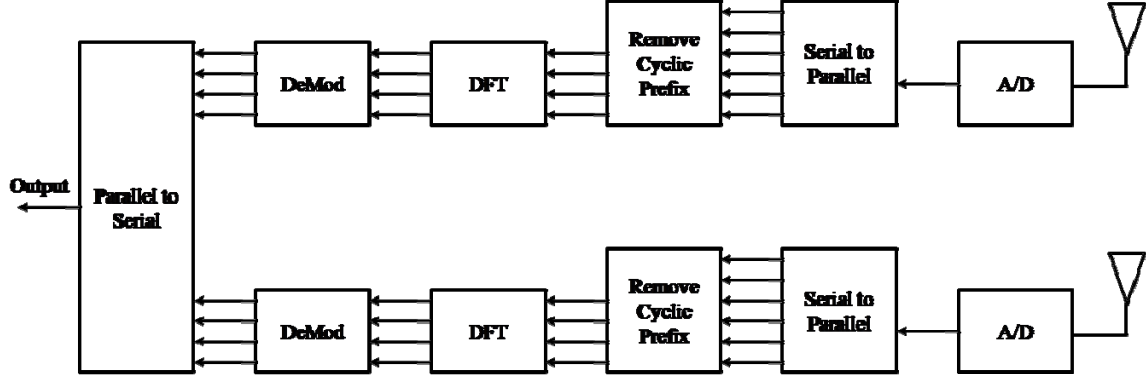 DeMod
DFT
Remove
Cyclic
Prefix
Serial to
Parallel
A/D
Output
Parallel to
Serial
DeMod
DFT
Remove
Cyclic
Prefix
Serial to
Parallel
A/D